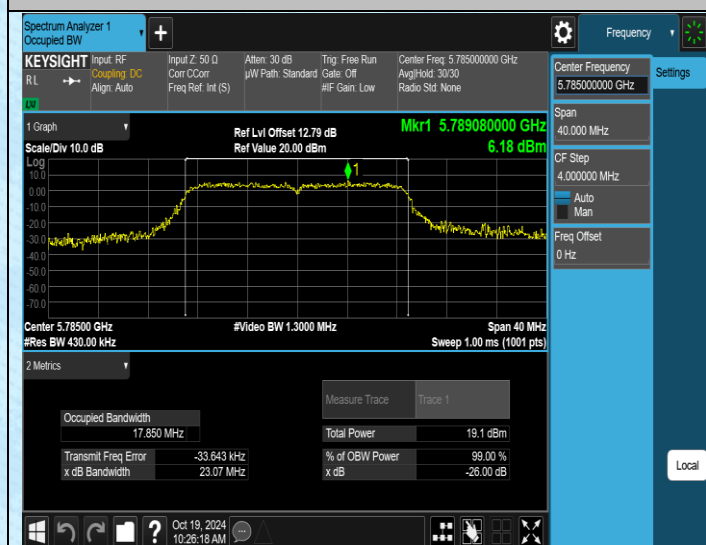 Spectrum Analyzer 1
Occupied BW
Frequency
KEYSIGHT
RL
LXI
Input: RF
Coupling: DC
Align: Auto
Input Z: 50 Ω
Corr CCorr
Freq Ref: Int (S)
Atten: 30 dB
µW Path: Standard
Trig: Free Run
Gate: Off
#IF Gain: Low
Center Freq: 5.785000000 GHz
Avg|Hold: 30/30
Radio Std: None
Center Frequency
5.785000000 GHz
Settings
Span
40.000 MHz
CF Step
4.000000 MHz
Auto
Man
Freq Offset
0 Hz
1 Graph
Scale/Div 10.0 dB
Ref Lvl Offset 12.79 dB
Ref Value 20.00 dBm
Mkr1 5.789080000 GHz
6.18 dBm
Log
10.0
0.00
-10.0
-20.0
-30.0
-40.0
-50.0
-60.0
-70.0
1
Center 5.78500 GHz
#Res BW 430.00 kHz
#Video BW 1.3000 MHz
Span 40 MHz
Sweep 1.00 ms (1001 pts)
2 Metrics
Measure Trace Trace 1
Occupied Bandwidth
17.850 MHz
Total Power 19.1 dBm
Transmit Freq Error -33.643 kHz
% of OBW Power 99.00 %
x dB Bandwidth 23.07 MHz
x dB -26.00 dB
Local
Oct 19, 2024
10:26:18 AM